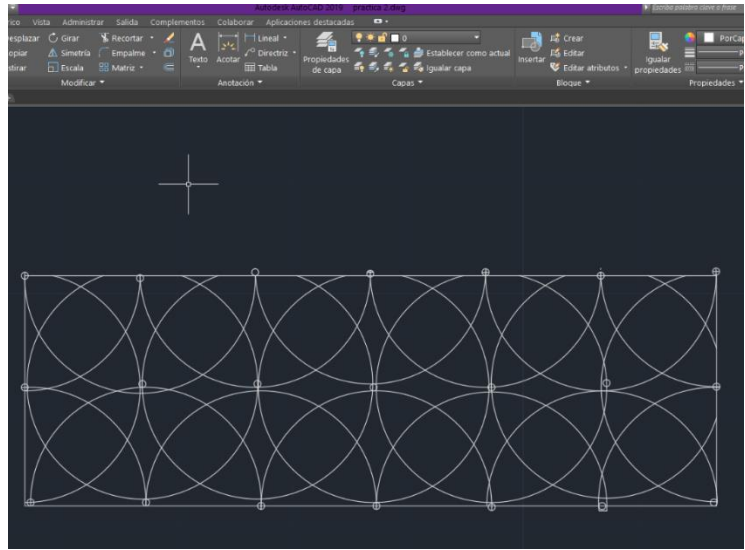 Autodesk AutoCAD 2019 practica 2.dwg
Escriba palabra clave o frase
rico Vista Administrar Salida Complementos Colaborar Aplicaciones destacadas
esplazar Girar Recortar
opiar Simetría Empalme
stirar Escala Matriz
Modificar
Texto Acotar
Lineal
Directriz
Tabla
Anotación
Propiedades de capa
0
Establecer como actual
Igualar capa
Capas
Insertar
Crear
Editar
Editar atributos
Bloque
Igualar propiedades
PorCap
P
P
Propiedades